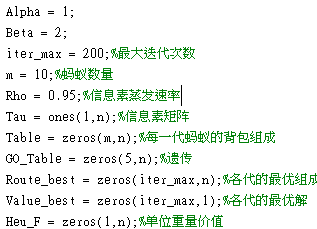 Alpha = 1;
Beta = 2;
iter_max = 200;%最大迭代次数
m = 10;%蚂蚁数量
Rho = 0.95;%信息素蒸发速率
Tau = ones(1,n);%信息素矩阵
Table = zeros(m,n);%每一代蚂蚁的背包组成
GO_Table = zeros(5,n);%遗传
Route_best = zeros(iter_max,n);%各代的最优组成
Value_best = zeros(iter_max,1);%各代的最优解
Heu_F = zeros(1,n);%单位重量价值